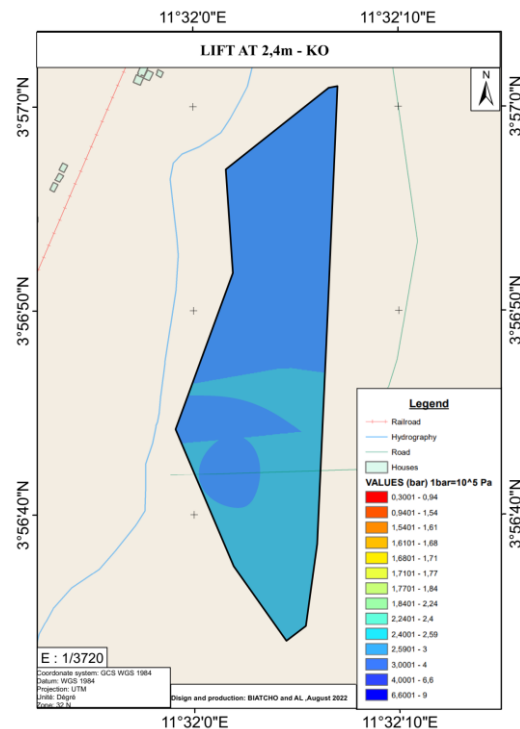 11°32'0"E 11°32'10"E
LIFT AT 2,4m - KO
N
3°57'0"N 3°57'0"N
3°56'50"N 3°56'50"N
3°56'40"N 3°56'40"N
Legend
Railroad
Hydrography
Road
Houses
VALUES (bar) 1bar=10^5 Pa
0,3001 - 0,94
0,9401 - 1,54
1,5401 - 1,61
1,6101 - 1,68
1,6801 - 1,71
1,7101 - 1,77
1,7701 - 1,84
1,8401 - 2,24
2,2401 - 2,4
2,4001 - 2,59
2,5901 - 3
3,0001 - 4
4,0001 - 6,6
6,6001 - 9
E : 1/3720
Coordonate system: GCS WGS 1984
Datum: WGS 1984
Projection: UTM
Unité: Dégré
Zone: 32 N
Disign and production: BIATCHO and AL ,August 2022
11°32'0"E 11°32'10"E